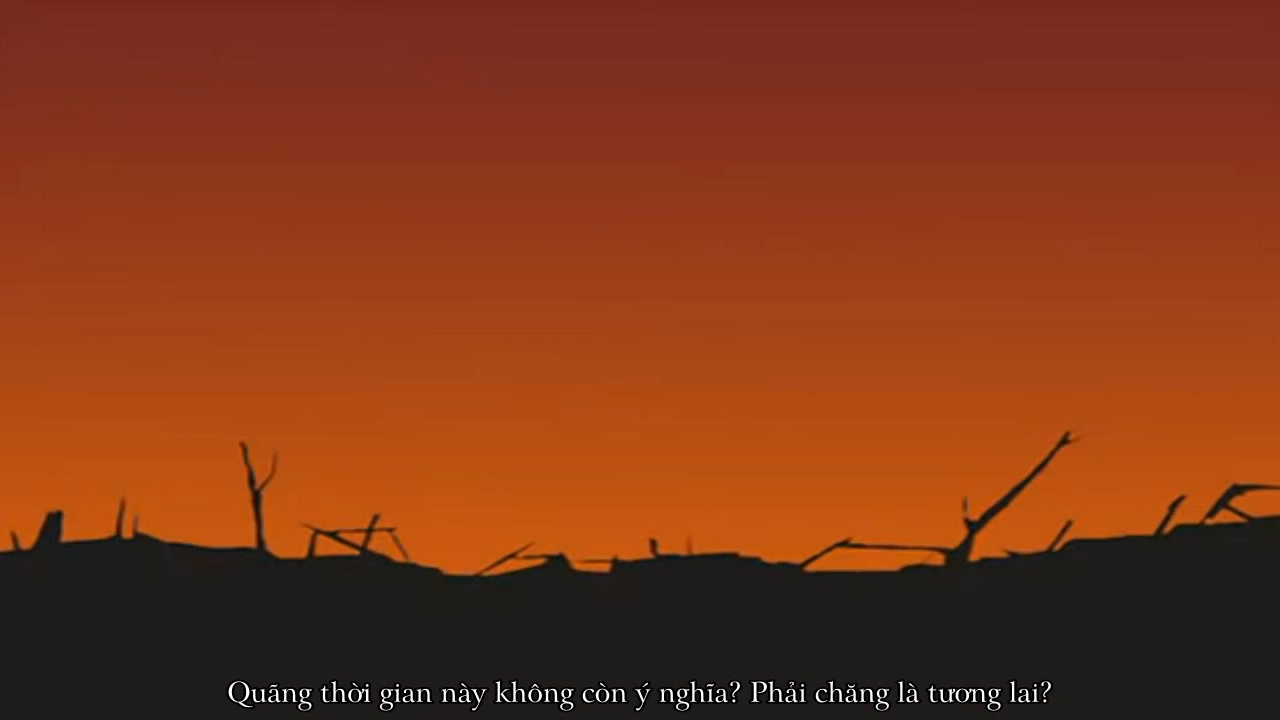 Quãng thời gian này không còn ý nghĩa? Phải chăng là tương lai?